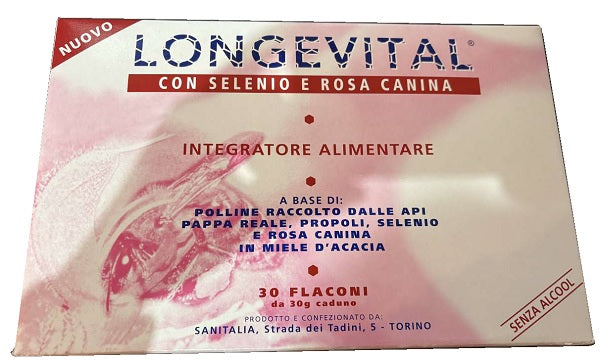 NUOVO
LONGEVITAL®
CON SELENIO E ROSA CANINA
INTEGRATORE ALIMENTARE
A BASE DI:
POLLINE RACCOLTO DALLE API
PAPPA REALE, PROPOLI, SELENIO
E ROSA CANINA
IN MIELE D'ACACIA
30 FLACONI
da 30g caduno
PRODOTTO E CONFEZIONATO DA:
SANITALIA, Strada dei Tadini, 5 - TORINO
SENZA ALCOOL